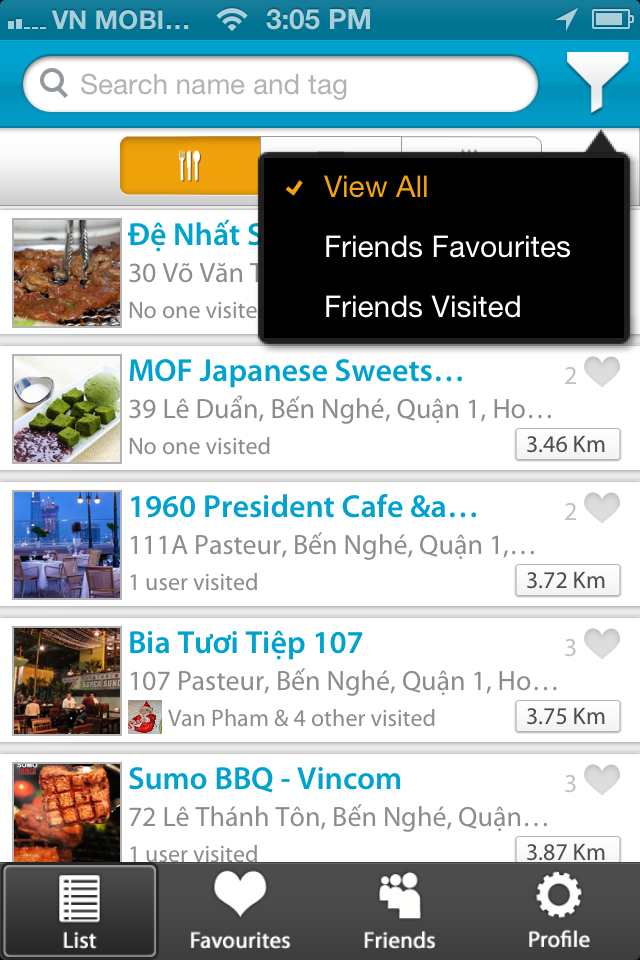 VN MOBI... 3:05 PM
Search name and tag
View All
Friends Favourites
Friends Visited
Đệ Nhất
30 Võ Văn
No one visite
MOF Japanese Sweets... 2
39 Lê Duẩn, Bến Nghé, Quận 1, Ho...
No one visited 3.46 Km
1960 President Cafe &a... 2
111A Pasteur, Bến Nghé, Quận 1,...
1 user visited 3.72 Km
Bia Tươi Tiệp 107 3
107 Pasteur, Bến Nghé, Quận 1, Ho...
Van Pham & 4 other visited 3.75 Km
Sumo BBQ - Vincom 3
72 Lê Thánh Tôn, Bến Nghé, Quận...
1 user visited 3.87 Km
List Favourites Friends Profile